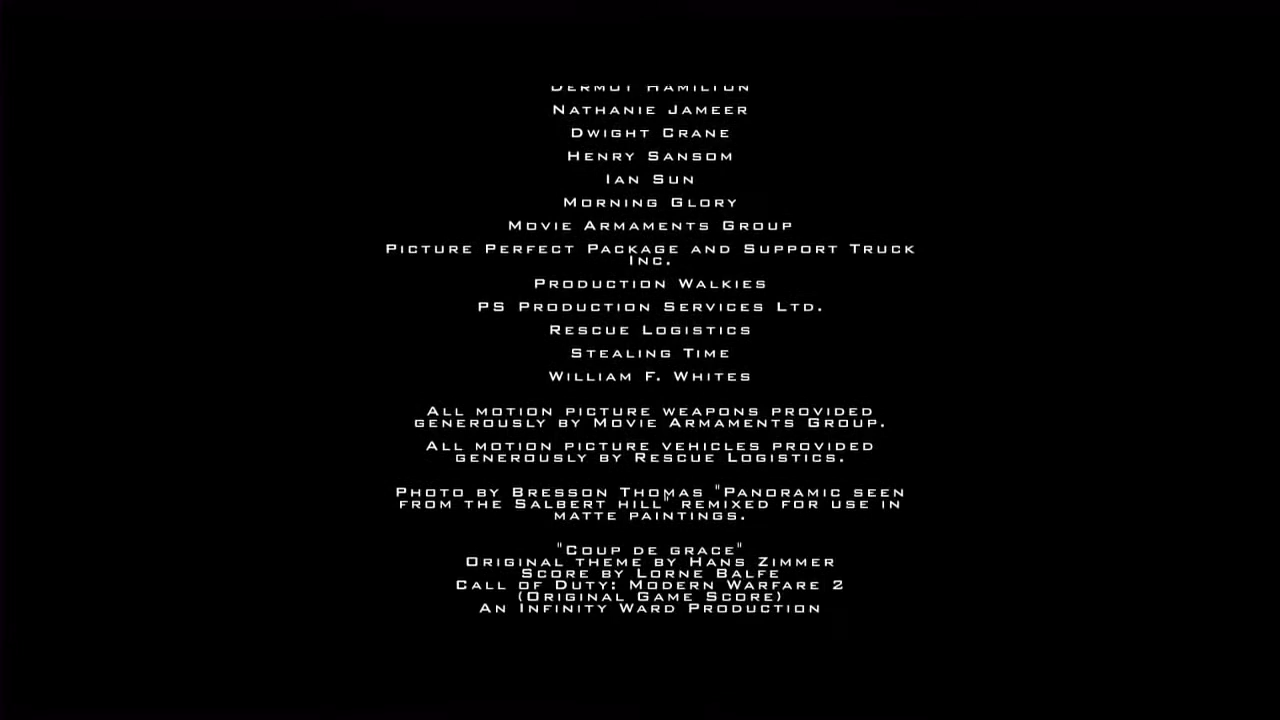 Dermot Hamilton
Nathanie Jameer
Dwight Crane
Henry Sansom
Ian Sun
Morning Glory
Movie Armaments Group
Picture Perfect Package and Support Truck
Inc.
Production Walkies
PS Production Services Ltd.
Rescue Logistics
Stealing Time
William F. Whites
All motion picture weapons provided
generously by Movie Armaments Group.
All motion picture vehicles provided
generously by Rescue Logistics.
Photo by Bresson Thomas "Panoramic seen
from the Salbert hill" remixed for use in
matte paintings.
"Coup de grace"
Original theme by Hans Zimmer
Score by Lorne Balfe
Call of Duty: Modern Warfare 2
(Original Game Score)
An Infinity Ward Production